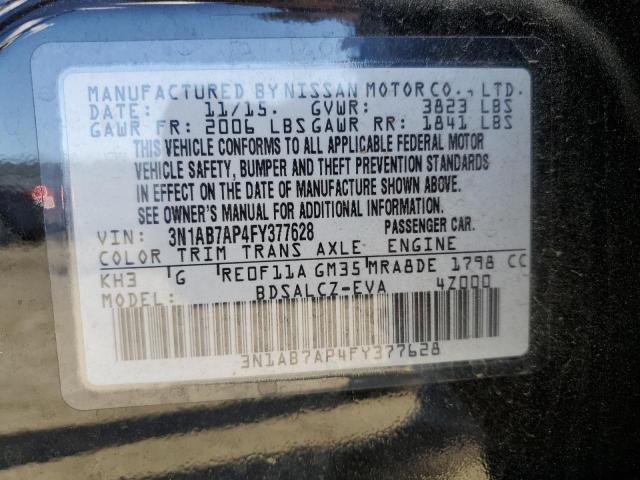 MANUFACTURED BY NISSAN MOTOR CO., LTD.
DATE: 11/15. GVWR: 3823 LBS
GAWR FR: 2006 LBS GAWR RR: 1841 LBS
THIS VEHICLE CONFORMS TO ALL APPLICABLE FEDERAL MOTOR
VEHICLE SAFETY, BUMPER AND THEFT PREVENTION STANDARDS
IN EFFECT ON THE DATE OF MANUFACTURE SHOWN ABOVE.
SEE OWNER'S MANUAL FOR ADDITIONAL INFORMATION.
VIN: 3N1AB7AP4FY377628 PASSENGER CAR.
COLOR TRIM TRANS AXLE ENGINE
KH3 G RE0F11A GM35 MRA8DE 1798 CC
MODEL: BDSALCZ-EVA 4Z000
3N1AB7AP4FY377628